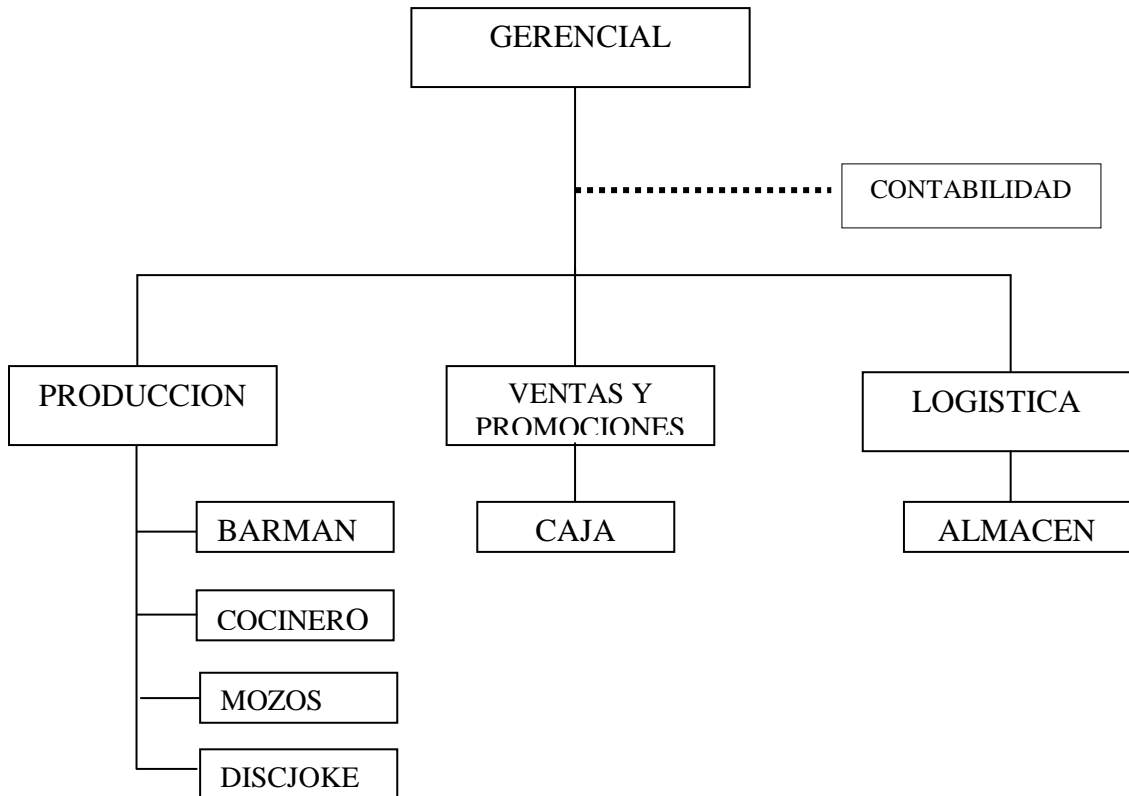 GERENCIAL
CONTABILIDAD
PRODUCCION
VENTAS Y
PROMOCIONES
LOGISTICA
BARMAN
CAJA
ALMACEN
COCINERO
MOZOS
DISCJOKE